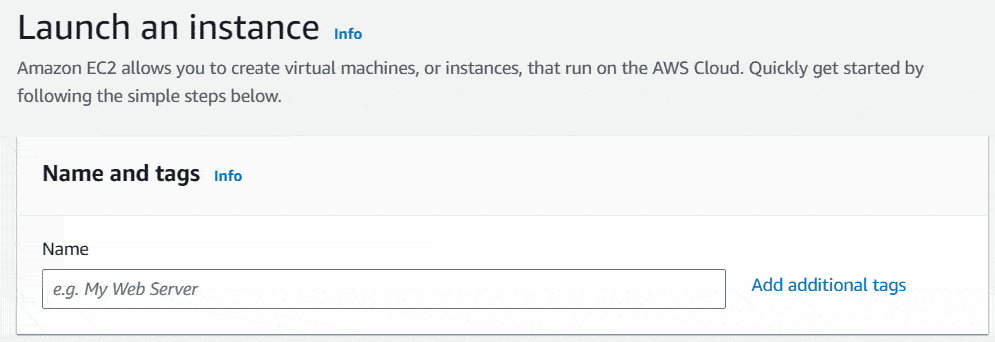 Launch an instance Info
Amazon EC2 allows you to create virtual machines, or instances, that run on the AWS Cloud. Quickly get started by
following the simple steps below.
Name and tags Info
Name
e.g. My Web Server
Add additional tags